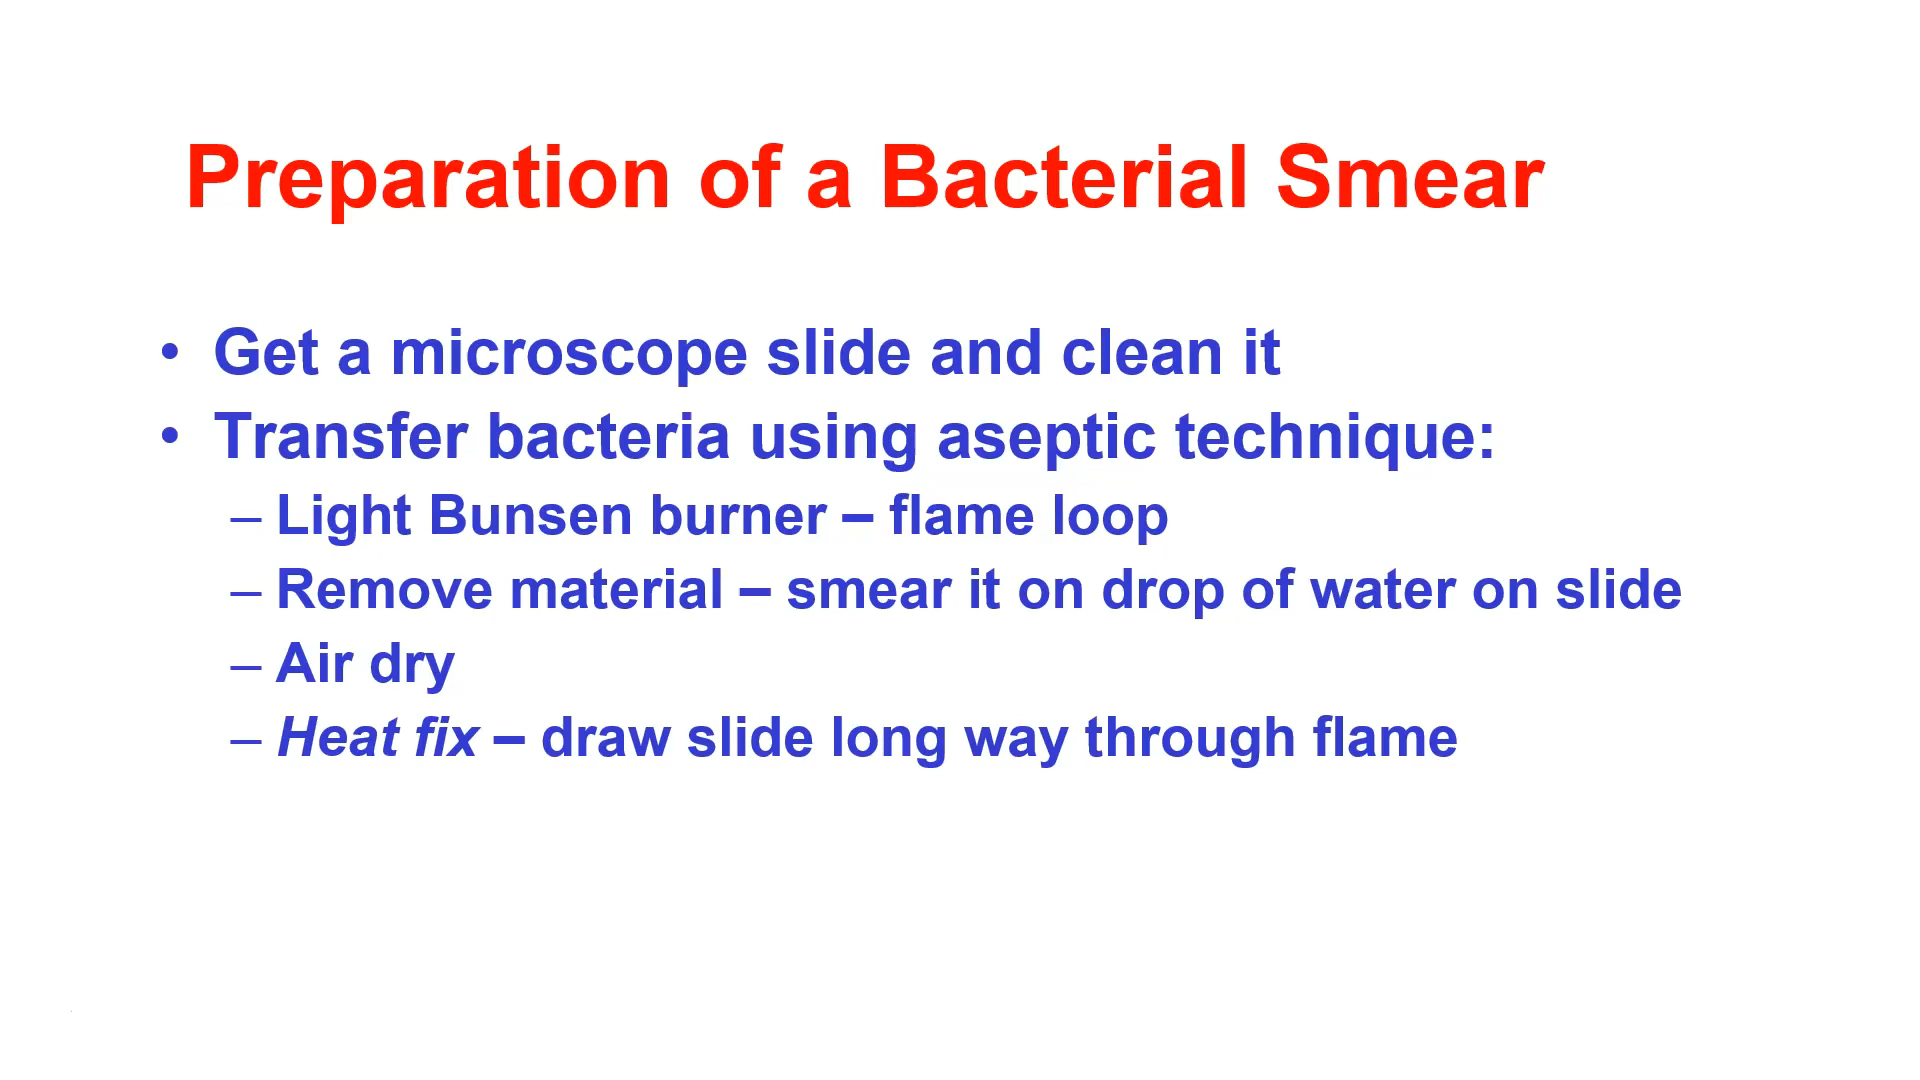 Preparation of a Bacterial Smear
• Get a microscope slide and clean it
• Transfer bacteria using aseptic technique:
– Light Bunsen burner – flame loop
– Remove material – smear it on drop of water on slide
– Air dry
– Heat fix – draw slide long way through flame